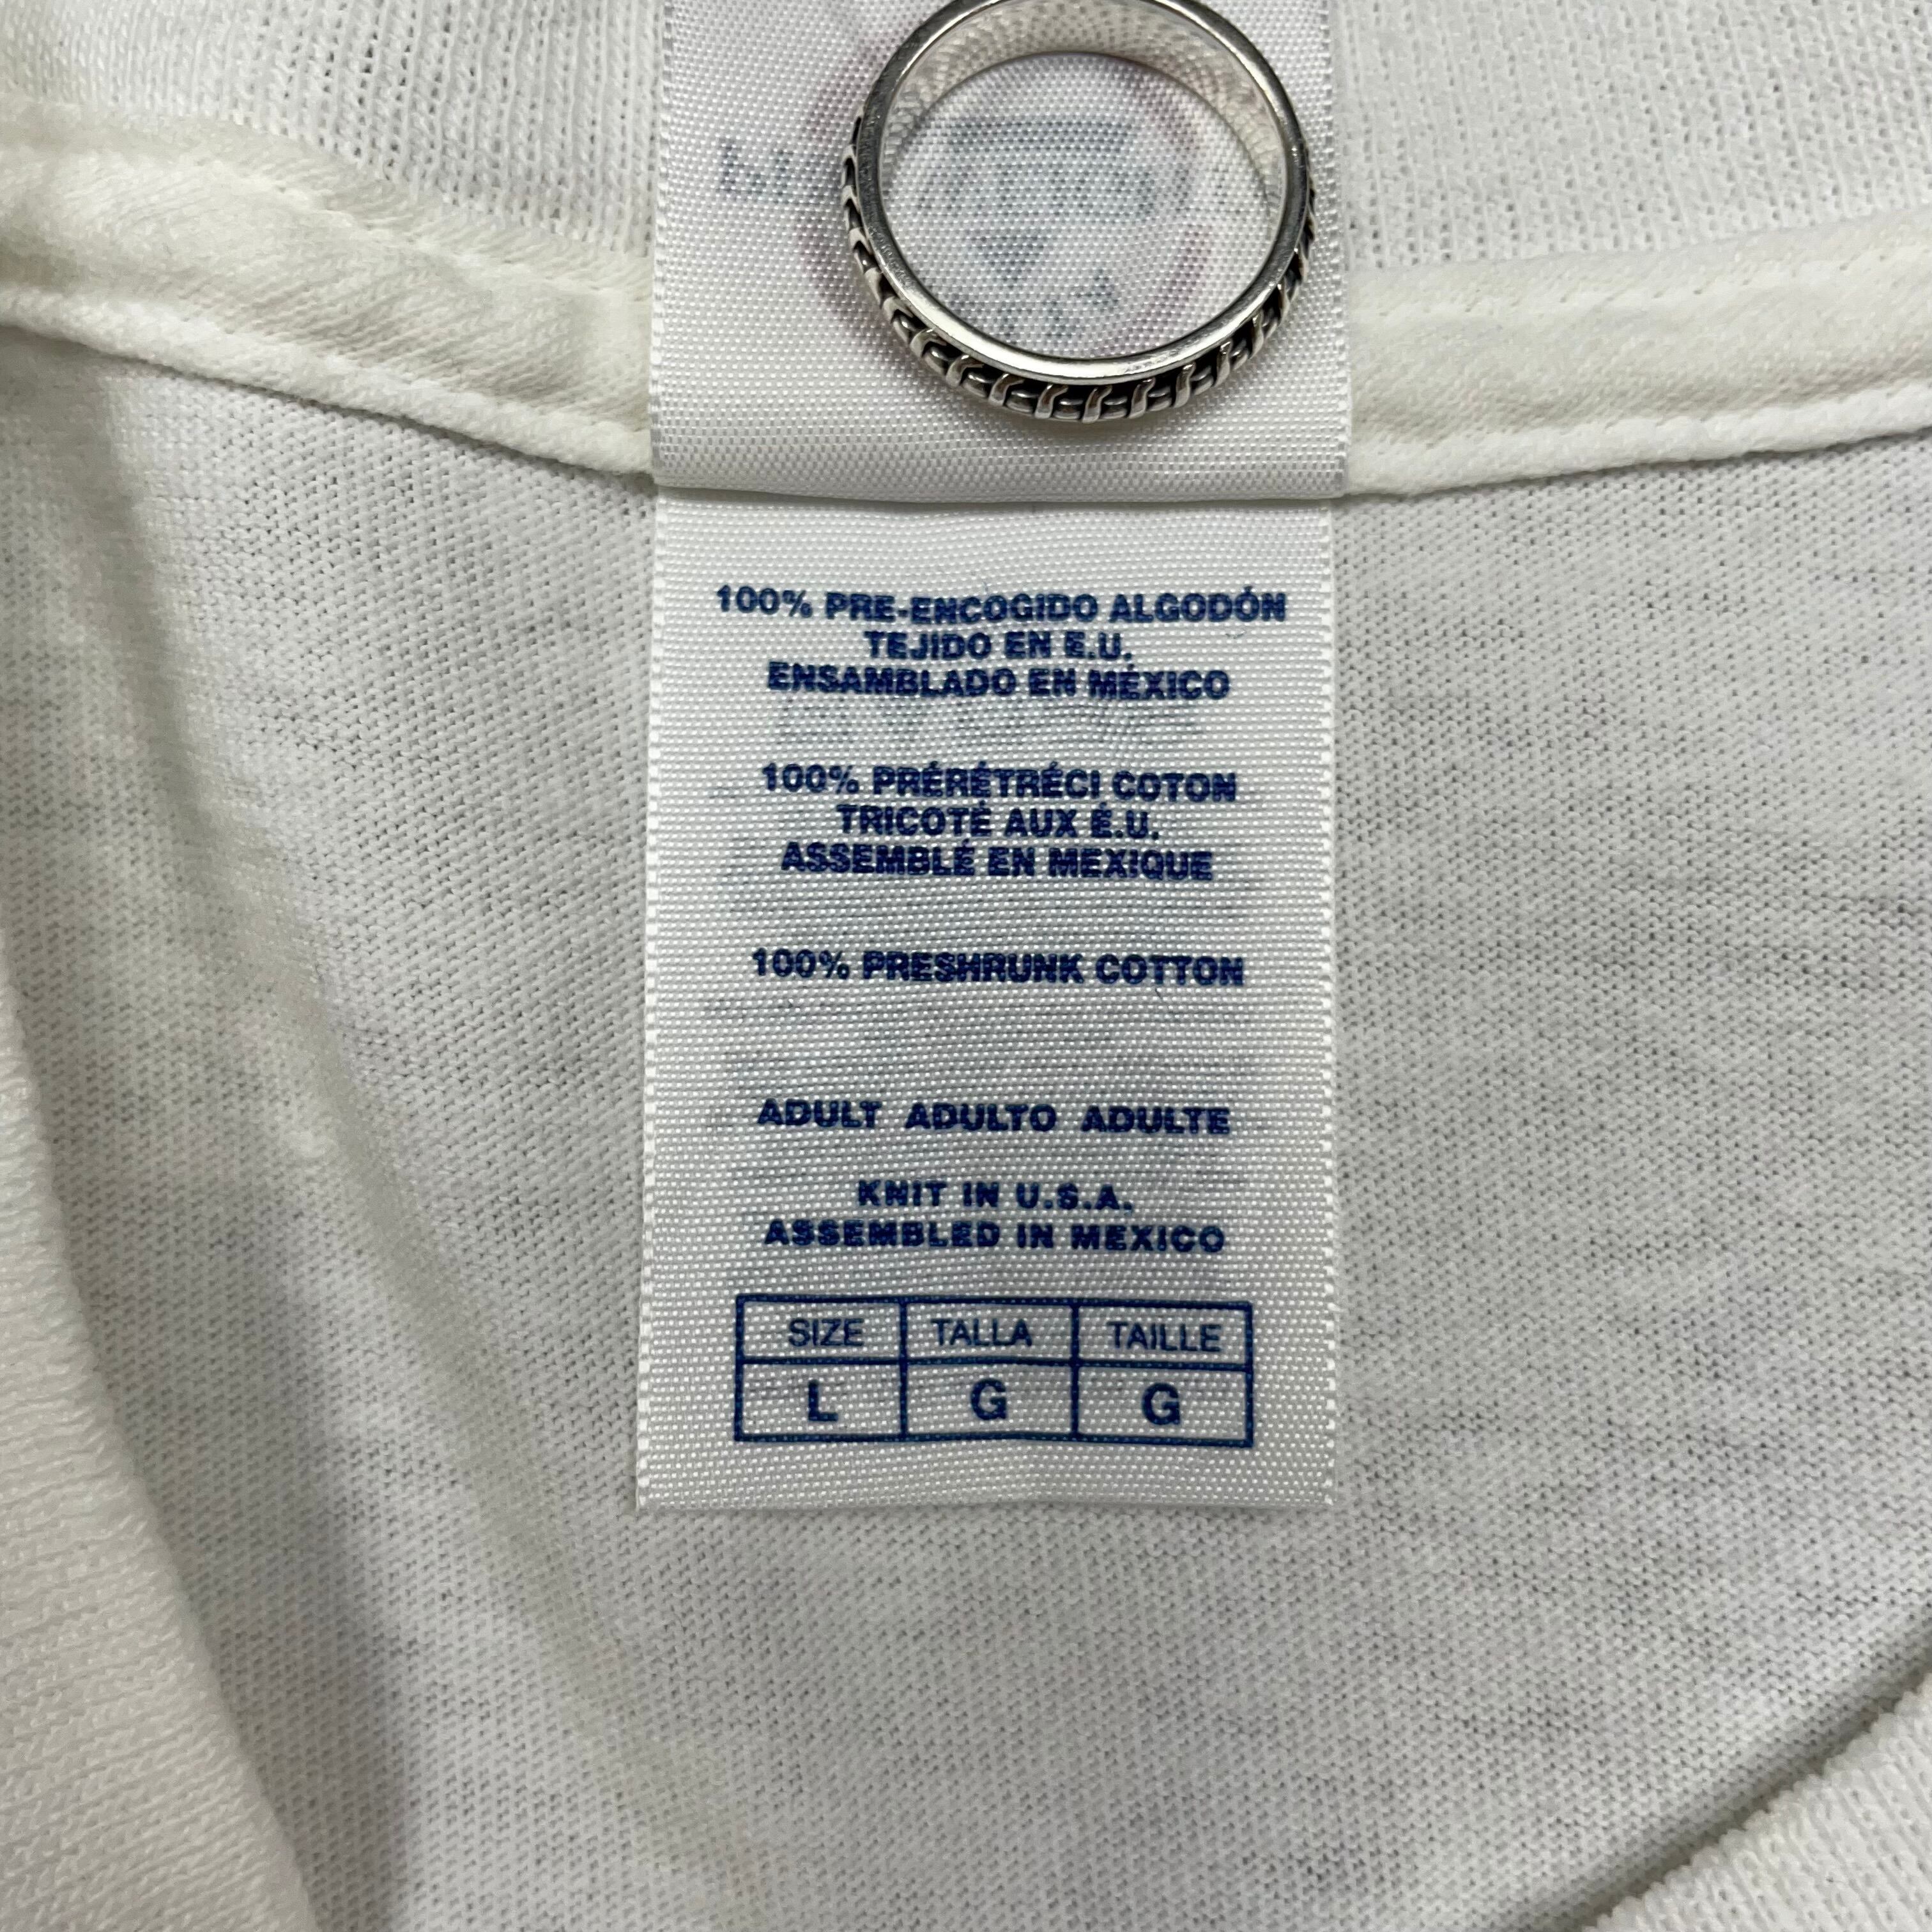 100% PRE-ENCOGIDO ALGODÓN
TEJIDO EN E.U.
ENSAMBLADO EN MÉXICO
100% PRÉRÉTRÉCI COTON
TRICOTÉ AUX É.U.
ASSEMBLÉ EN MEXIQUE
100% PRESHRUNK COTTON
ADULT ADULTO ADULTE
KNIT IN U.S.A.
ASSEMBLED IN MEXICO
SIZE TALLA TAILLE
L G G